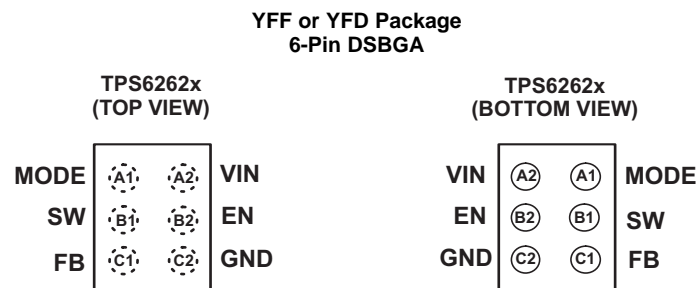 YFF or YFD Package
6-Pin DSBGA
TPS6262x
(TOP VIEW)
MODE A1 A2 VIN
SW B1 B2 EN
FB C1 C2 GND
TPS6262x
(BOTTOM VIEW)
VIN A2 A1 MODE
EN B2 B1 SW
GND C2 C1 FB